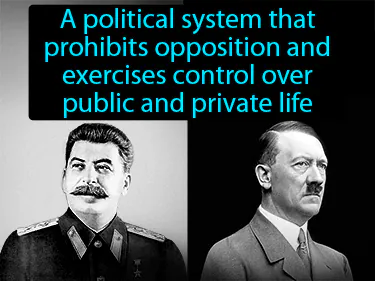 A political system that
prohibits opposition and
exercises control over
public and private life